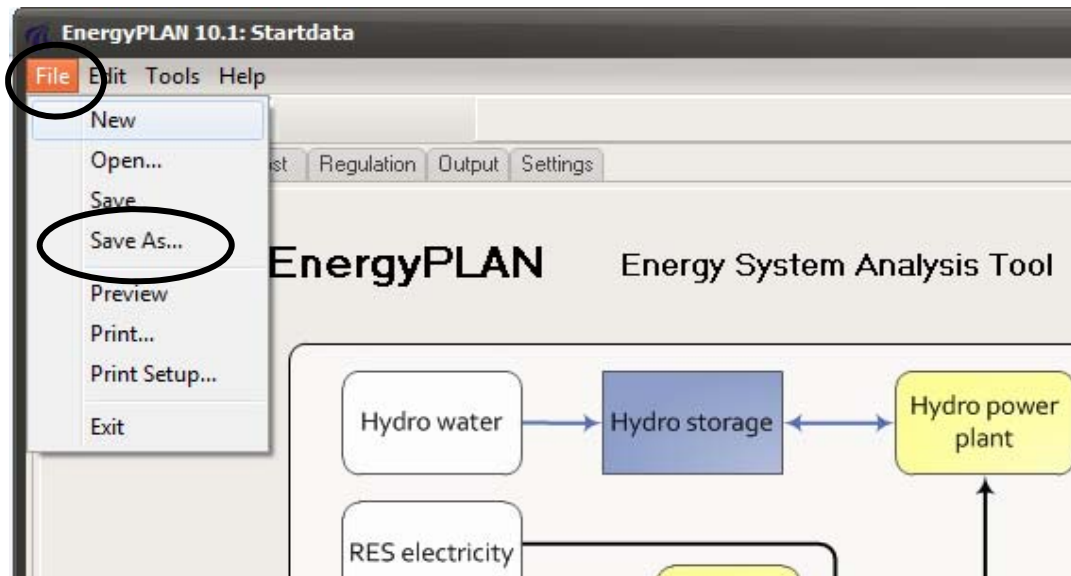 EnergyPLAN 10.1: Startdata
File Edit Tools Help
New
Open...
Save
Save As...
Preview
Print...
Print Setup...
Exit
Regulation Output Settings
EnergyPLAN Energy System Analysis Tool
Hydro water
Hydro storage
Hydro power
plant
RES electricity